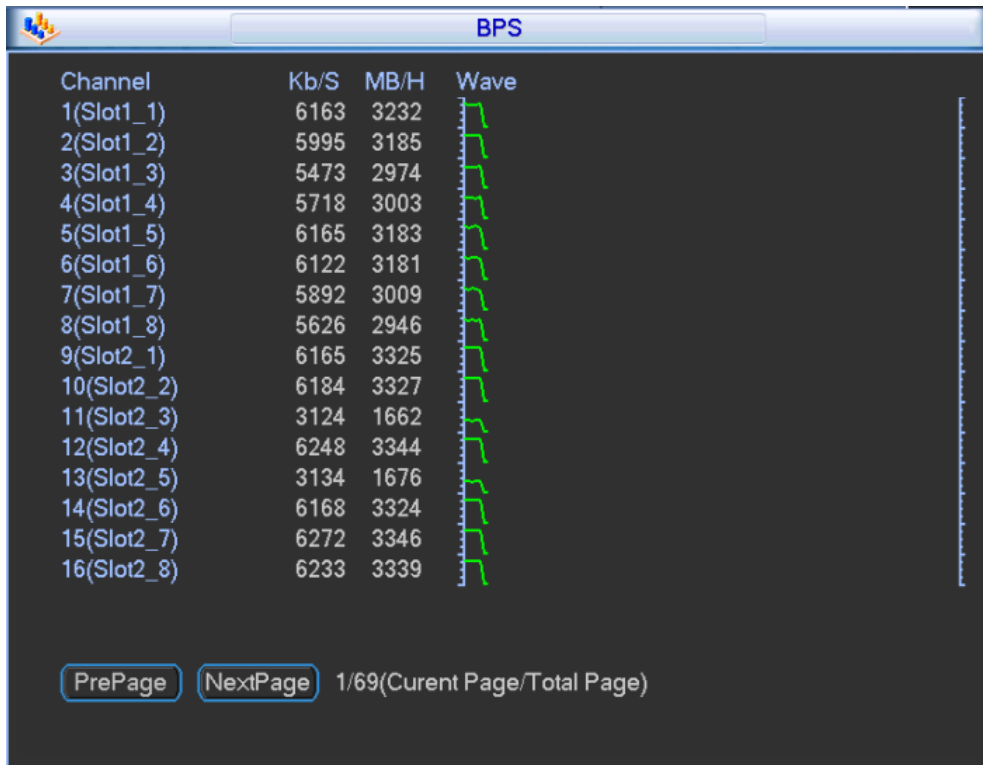 BPS
Channel Kb/S MB/H Wave
1(Slot1_1) 6163 3232
2(Slot1_2) 5995 3185
3(Slot1_3) 5473 2974
4(Slot1_4) 5718 3003
5(Slot1_5) 6165 3183
6(Slot1_6) 6122 3181
7(Slot1_7) 5892 3009
8(Slot1_8) 5626 2946
9(Slot2_1) 6165 3325
10(Slot2_2) 6184 3327
11(Slot2_3) 3124 1662
12(Slot2_4) 6248 3344
13(Slot2_5) 3134 1676
14(Slot2_6) 6168 3324
15(Slot2_7) 6272 3346
16(Slot2_8) 6233 3339
PrePage NextPage 1/69(Curent Page/Total Page)